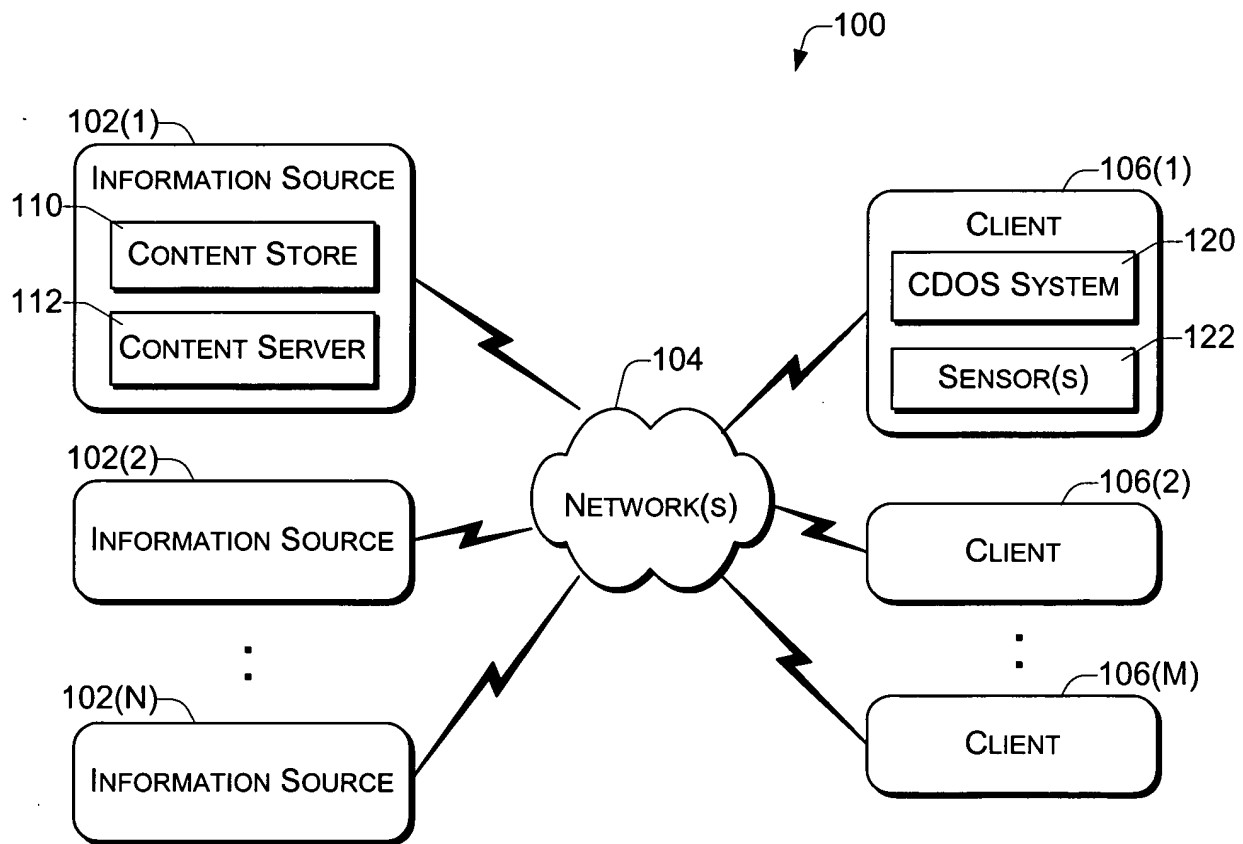 100
102(1)
INFORMATION SOURCE
110
CONTENT STORE
112
CONTENT SERVER
106(1)
CLIENT
120
CDOS SYSTEM
122
SENSOR(S)
104
NETWORK(S)
102(2)
INFORMATION SOURCE
106(2)
CLIENT
102(N)
INFORMATION SOURCE
106(M)
CLIENT